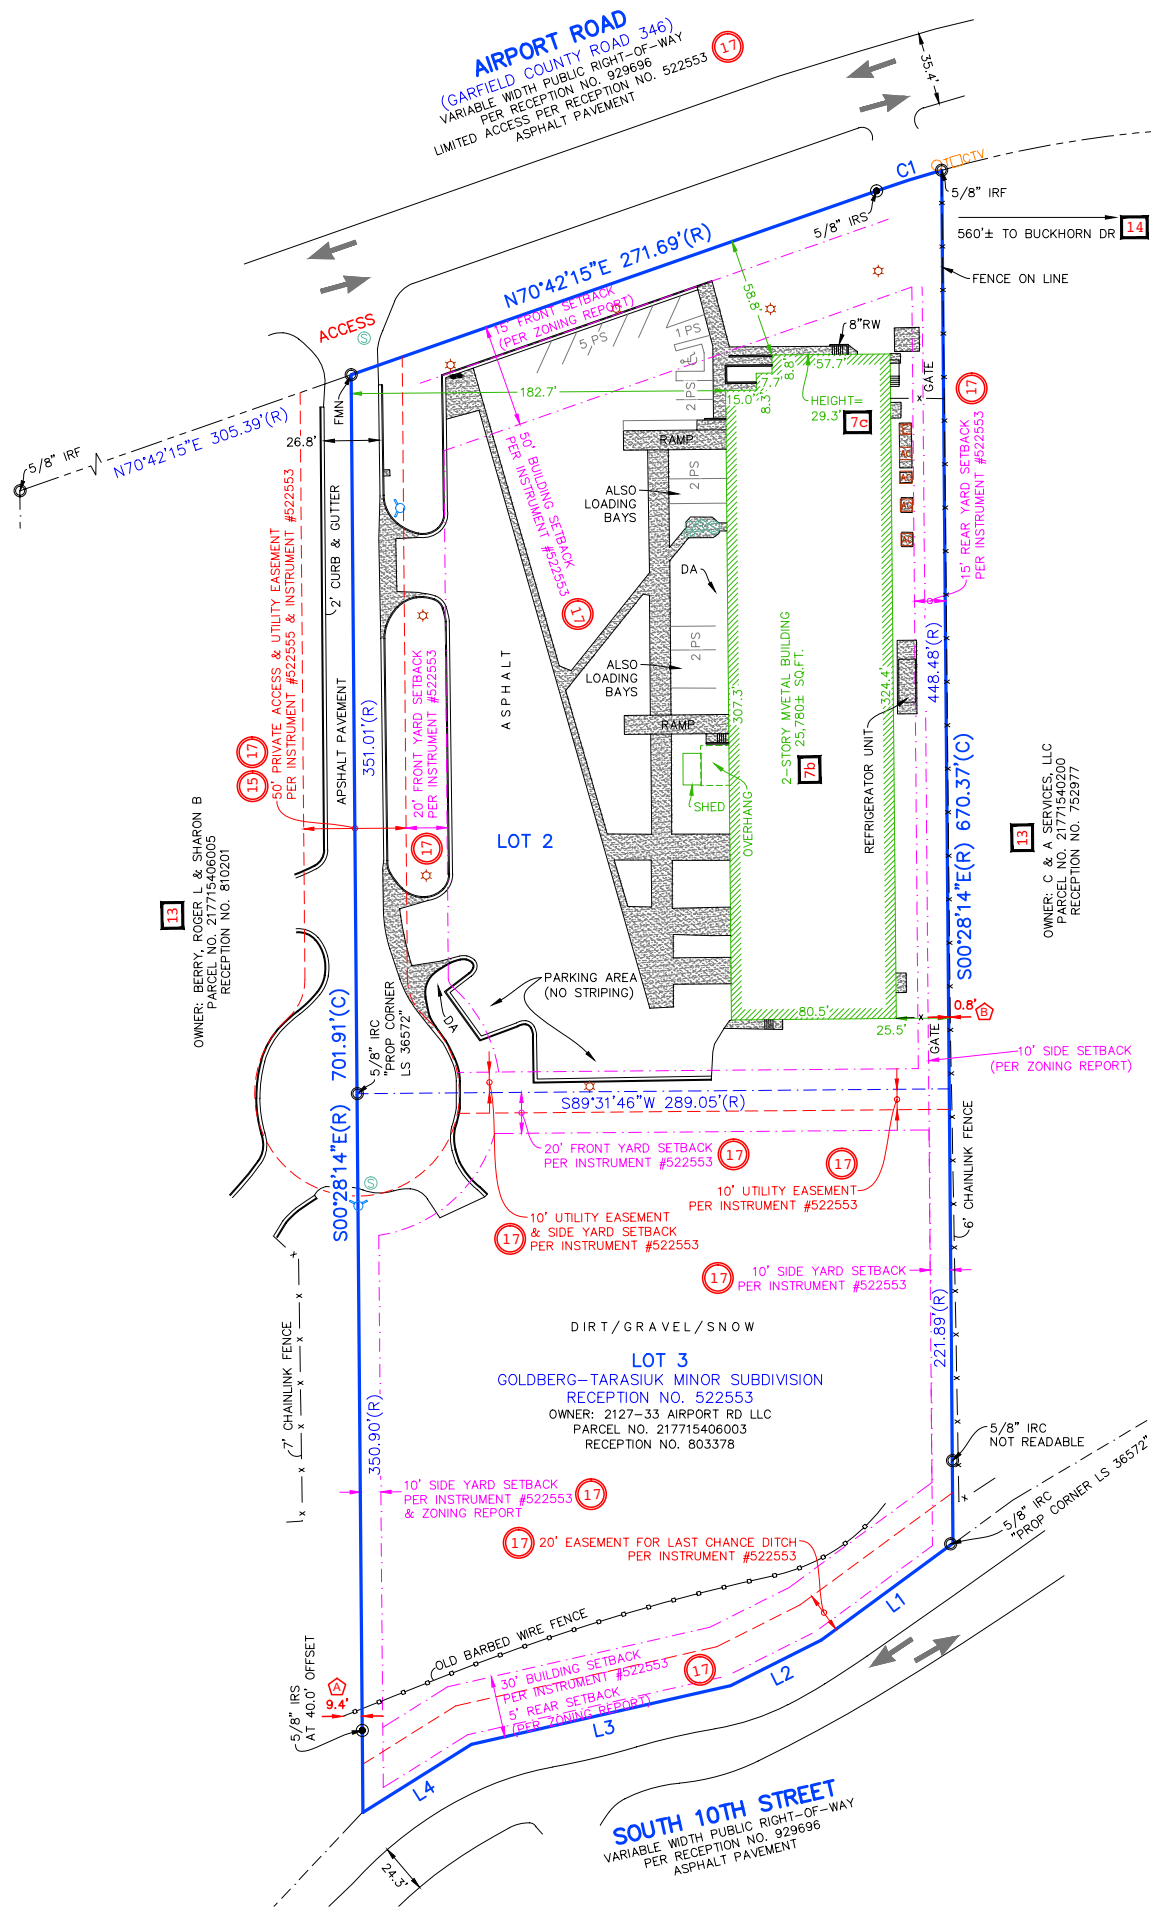 AIRPORT ROAD
(GARFIELD COUNTY ROAD 346)
VARIABLE WIDTH PUBLIC RIGHT-OF-WAY
PER RECEPTION NO. 929696
LIMITED ACCESS PER RECEPTION NO. 522553
ASPHALT PAVEMENT
17
35.4'
C1
CTV
5/8" IRF
5/8" IRS
560'± TO BUCKHORN DR
14
FENCE ON LINE
N70°42'15"E 271.69'(R)
15' FRONT SETBACK
(PER ZONING REPORT)
58.8'
ACCESS
S
5 PS
1 PS
2 PS
8"RW
GATE
17
182.7'
15.0'
7.7'
8.3'
8.8'
57.7'
HEIGHT=
29.3'
7c
FMN
26.8'
N70°42'15"E 305.39'(R)
5/8" IRF
2' CURB & GUTTER
50' PRIVATE ACCESS & UTILITY EASEMENT
PER INSTRUMENT #522555 & INSTRUMENT #522553
15
17
50' BUILDING SETBACK
PER INSTRUMENT #522553
17
RAMP
2 PS
ALSO
LOADING
BAYS
AC
AC
AC
AC
15' REAR YARD SETBACK
PER INSTRUMENT #522553
DA
2 PS
ALSO
LOADING
BAYS
RAMP
ASPHALT
APSHALT PAVEMENT
351.01'(R)
20' FRONT YARD SETBACK
PER INSTRUMENT #522553
17
307.3'
2-STORY MVETAL BUILDING
25,780± SQ.FT.
7b
324.4'
448.48'(R)
REFRIGERATOR UNIT
SHED
OVERHANG
LOT 2
S00°28'14"E(R) 670.37'(C)
13
OWNER: C & A SERVICES, LLC
PARCEL NO. 217715400200
RECEPTION NO. 752977
13
OWNER: BERRY, ROGER L & SHARON B
PARCEL NO. 217715406005
RECEPTION NO. 810201
PARKING AREA
(NO STRIPING)
DA
80.5'
25.5'
0.8'
B
GATE
10' SIDE SETBACK
(PER ZONING REPORT)
5/8" IRC
"PROP CORNER
LS 36572"
S00°28'14"E(R) 701.91'(C)
S89°31'46"W 289.05'(R)
20' FRONT YARD SETBACK
PER INSTRUMENT #522553
17
17
10' UTILITY EASEMENT
PER INSTRUMENT #522553
6' CHAINLINK FENCE
S
10' UTILITY EASEMENT
& SIDE YARD SETBACK
PER INSTRUMENT #522553
17
17
10' SIDE YARD SETBACK
PER INSTRUMENT #522553
221.89'(R)
DIRT/GRAVEL/SNOW
LOT 3
GOLDBERG-TARASIUK MINOR SUBDIVISION
RECEPTION NO. 522553
OWNER: 2127-33 AIRPORT RD LLC
PARCEL NO. 217715406003
RECEPTION NO. 803378
7' CHAINLINK FENCE
350.90'(R)
5/8" IRC
NOT READABLE
10' SIDE YARD SETBACK
PER INSTRUMENT #522553
& ZONING REPORT
17
5/8" IRC
"PROP CORNER LS 36572"
17
20' EASEMENT FOR LAST CHANCE DITCH
PER INSTRUMENT #522553
L1
OLD BARBED WIRE FENCE
30' BUILDING SETBACK
PER INSTRUMENT #522553
17
5' REAR SETBACK
(PER ZONING REPORT)
L2
L3
L4
A
9.4'
5/8" IRS
AT 40.0' OFFSET
24.3'
SOUTH 10TH STREET
VARIABLE WIDTH PUBLIC RIGHT-OF-WAY
PER RECEPTION NO. 929696
ASPHALT PAVEMENT